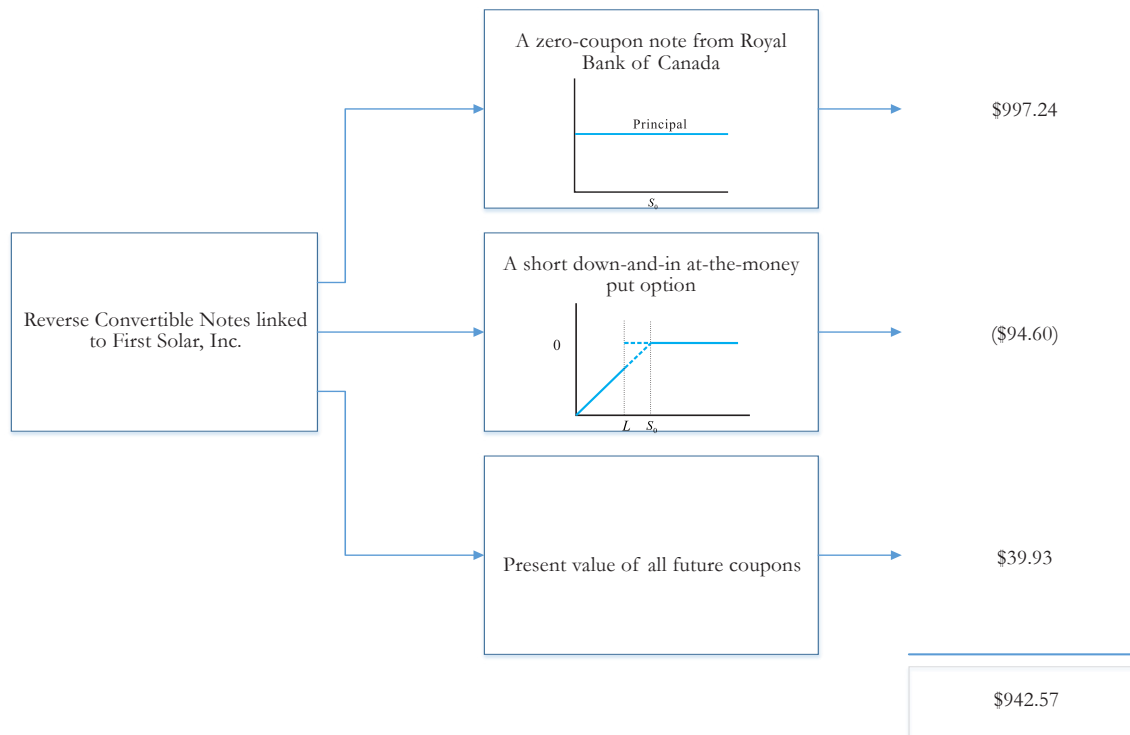 A zero-coupon note from Royal
Bank of Canada
Principal
S₀
$997.24
Reverse Convertible Notes linked
to First Solar, Inc.
A short down-and-in at-the-money
put option
0
L
S₀
($94.60)
Present value of all future coupons
$39.93
$942.57